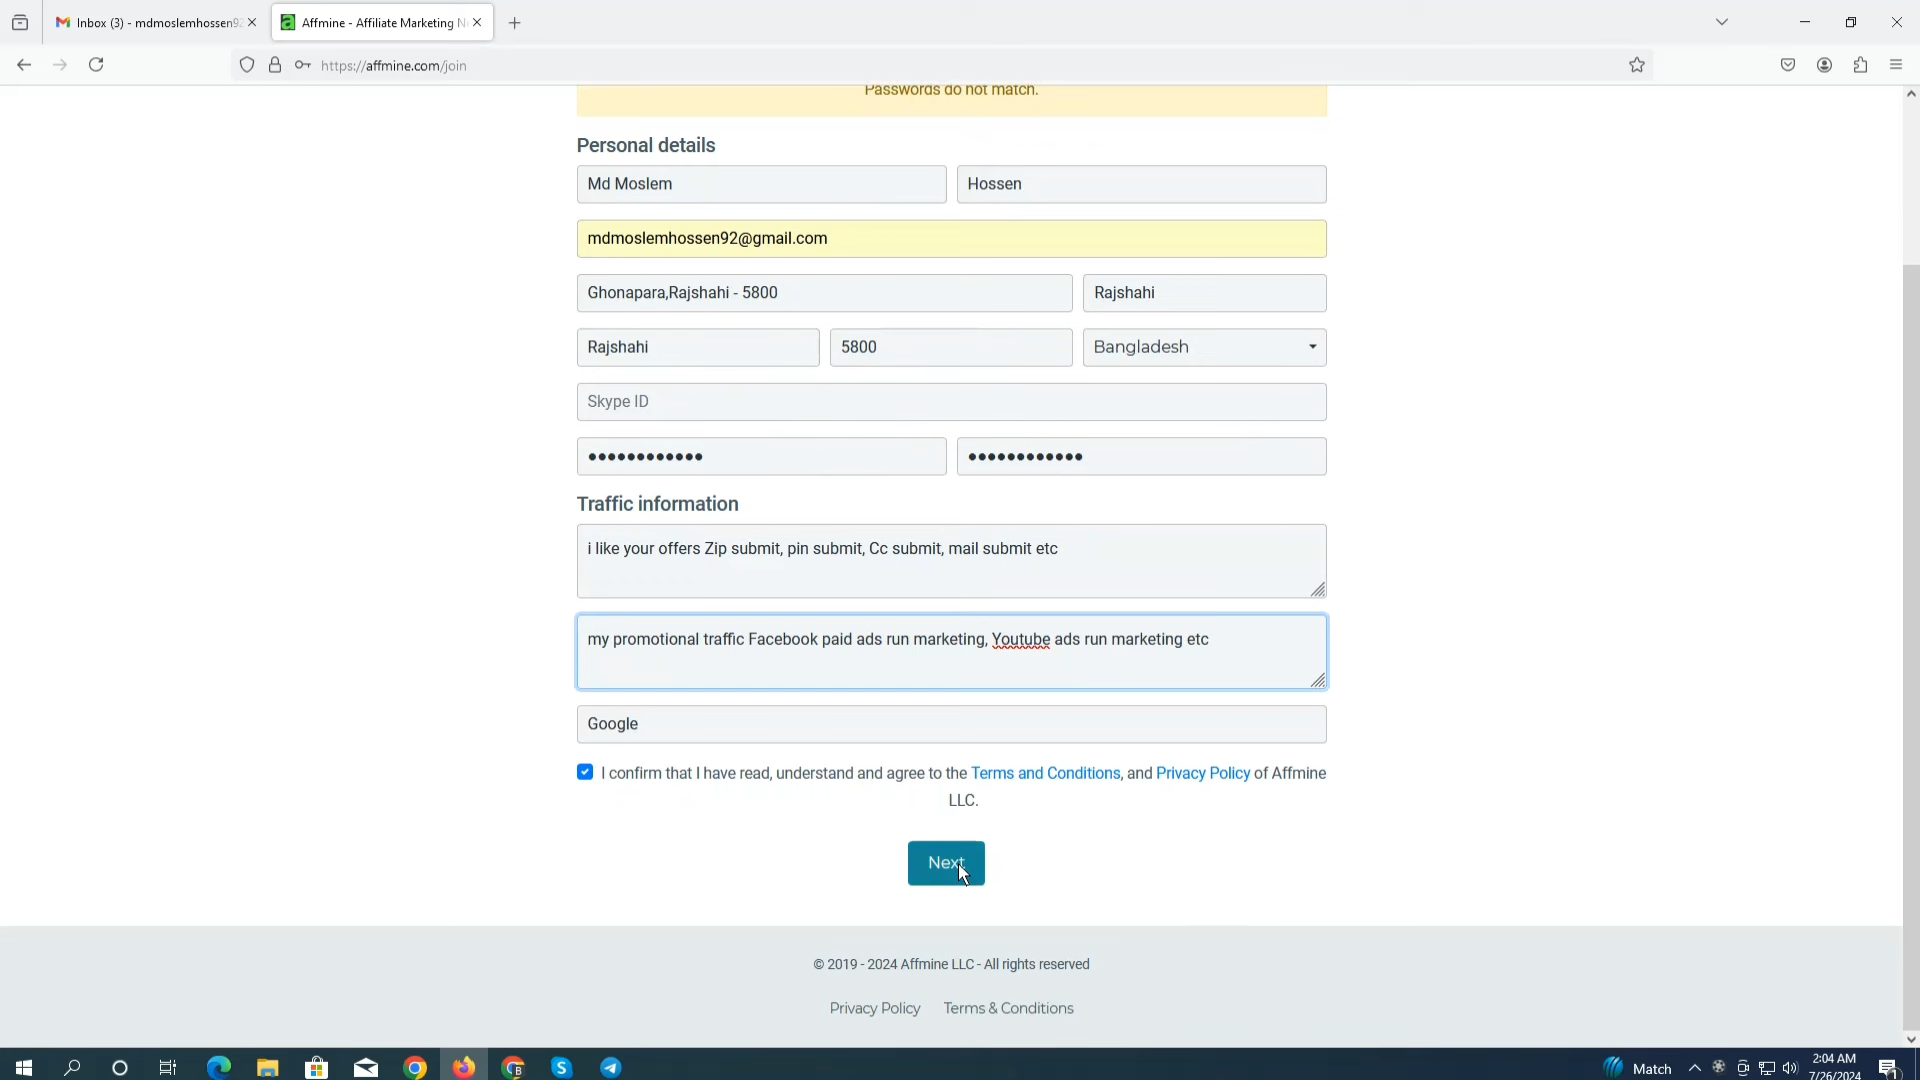 Inbox (3) - mdmoslemhossen92
Affmine - Affiliate Marketing N
https://affmine.com/join
Passwords do not match.
Personal details
Md Moslem
Hossen
mdmoslemhossen92@gmail.com
Ghonapara,Rajshahi - 5800
Rajshahi
Rajshahi
5800
Bangladesh
Skype ID
••••••••••••
••••••••••••
Traffic information
i like your offers Zip submit, pin submit, Cc submit, mail submit etc
my promotional traffic Facebook paid ads run marketing, Youtube ads run marketing etc
Google
I confirm that I have read, understand and agree to the Terms and Conditions, and Privacy Policy of Affmine
LLC.
Next
© 2019 - 2024 Affmine LLC - All rights reserved
Privacy Policy
Terms & Conditions
Match
2:04 AM
7/26/2024
1